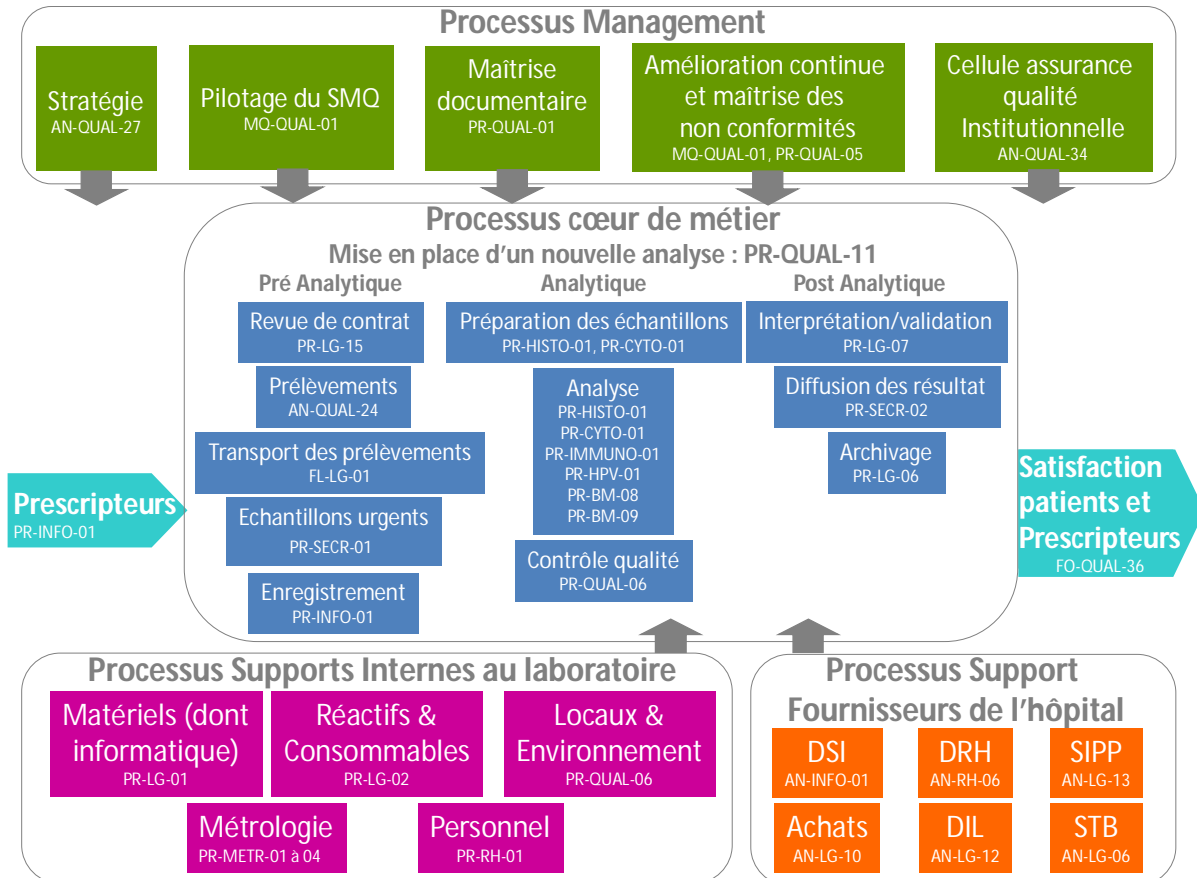 Processus Management
Stratégie
AN-QUAL-27
Pilotage du SMQ
MQ-QUAL-01
Maîtrise
documentaire
PR-QUAL-01
Amélioration continue
et maîtrise des
non conformités
MQ-QUAL-01, PR-QUAL-05
Cellule assurance
qualité
Institutionnelle
AN-QUAL-34
Processus cœur de métier
Mise en place d'un nouvelle analyse : PR-QUAL-11
Pré Analytique
Revue de contrat
PR-LG-15
Prélèvements
AN-QUAL-24
Transport des prélèvements
FL-LG-01
Echantillons urgents
PR-SECR-01
Enregistrement
PR-INFO-01
Analytique
Préparation des échantillons
PR-HISTO-01, PR-CYTO-01
Analyse
PR-HISTO-01
PR-CYTO-01
PR-IMMUNO-01
PR-HPV-01
PR-BM-08
PR-BM-09
Contrôle qualité
PR-QUAL-06
Post Analytique
Interprétation/validation
PR-LG-07
Diffusion des résultat
PR-SECR-02
Archivage
PR-LG-06
Prescripteurs
PR-INFO-01
Satisfaction
patients et
Prescripteurs
FO-QUAL-36
Processus Supports Internes au laboratoire
Matériels (dont
informatique)
PR-LG-01
Réactifs &
Consommables
PR-LG-02
Locaux &
Environnement
PR-QUAL-06
Métrologie
PR-METR-01 à 04
Personnel
PR-RH-01
Processus Support
Fournisseurs de l'hôpital
DSI
AN-INFO-01
DRH
AN-RH-06
SIPP
AN-LG-13
Achats
AN-LG-10
DIL
AN-LG-12
STB
AN-LG-06